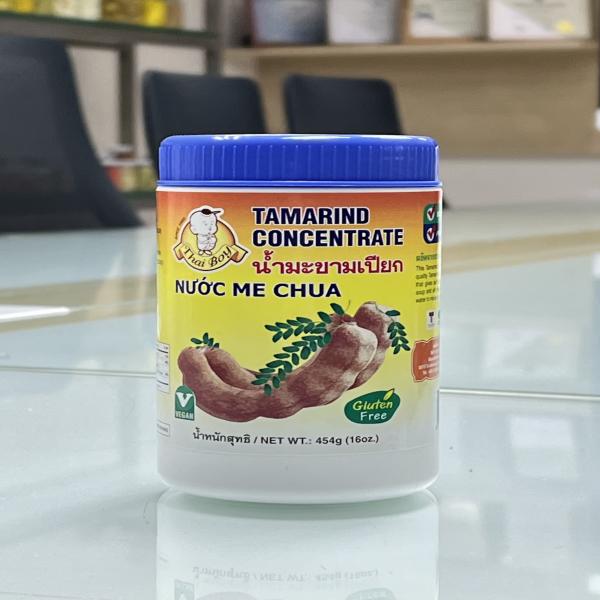 Thai Boy
TAMARIND
CONCENTRATE
น้ำมะขามเปียก
NƯỚC ME CHUA
V
VEGAN
Gluten
Free
น้ำหนักสุทธิ / NET WT.: 454g (16oz.)